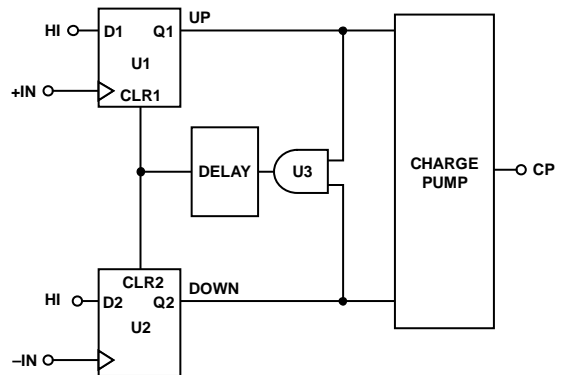 HI
D1
Q1
UP
U1
+IN
CLR1
DELAY
U3
CHARGE
PUMP
CP
CLR2
HI
D2
Q2
DOWN
U2
–IN